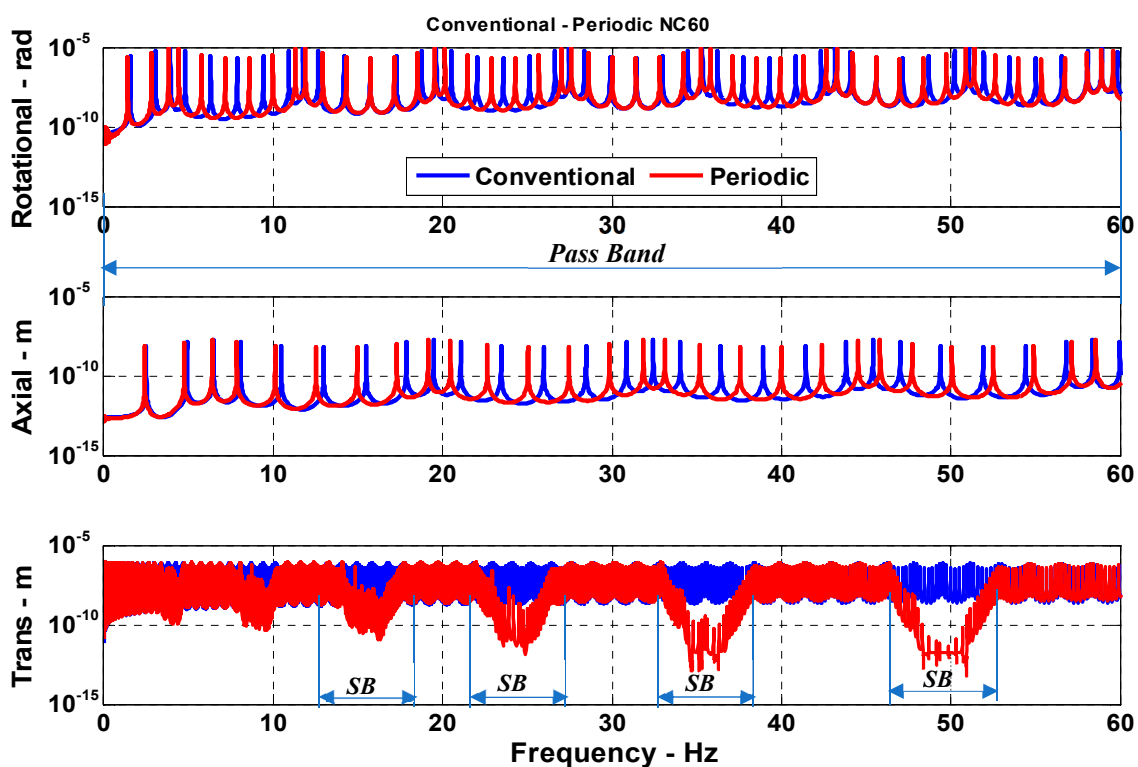 Conventional - Periodic NC60
Rotational - rad
10^-5
10^-10
10^-15
Conventional
Periodic
0 10 20 30 40 50 60
Pass Band
Axial - m
10^-5
10^-10
10^-15
0 10 20 30 40 50 60
Trans - m
10^-5
10^-10
10^-15
SB SB SB SB
0 10 20 30 40 50 60
Frequency - Hz